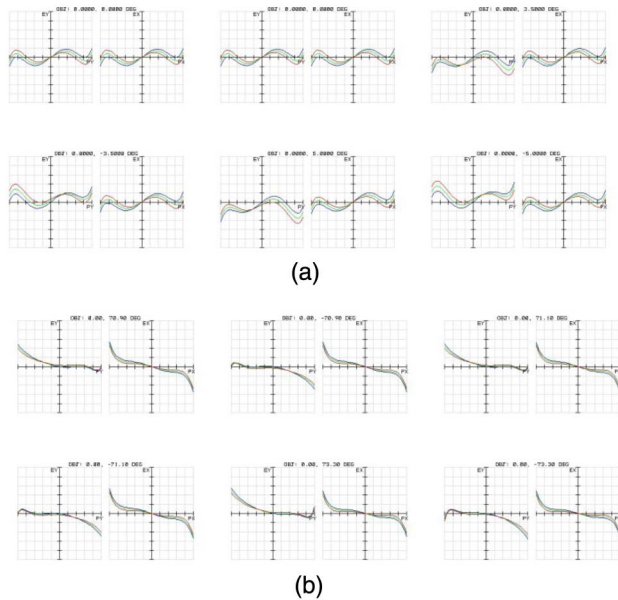 OBJ: 0.0000, 0.0000 DEG
OBJ: 0.0000, 0.0000 DEG
OBJ: 0.0000, 3.5000 DEG
EY EX EY EX EY EX
PY PX PY PX PY PX
OBJ: 0.0000, -3.5000 DEG
OBJ: 0.0000, 5.0000 DEG
OBJ: 0.0000, -5.0000 DEG
EY EX EY EX EY EX
PY PX PY PX PY PX
(a)
OBJ: 0.00, 70.90 DEG
OBJ: 0.00, -70.90 DEG
OBJ: 0.00, 71.10 DEG
EY EX EY EX EY EX
PY PX PY PX PY PX
OBJ: 0.00, -71.10 DEG
OBJ: 0.00, 73.30 DEG
OBJ: 0.00, -73.30 DEG
EY EX EY EX EY EX
PY PX PY PX PY PX
(b)